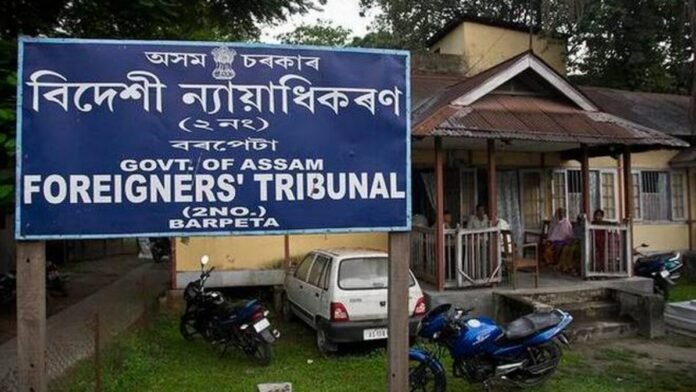 অসম চৰকাৰ
বিদেশী ন্যায়াধিকৰণ
(২ নং)
বৰপেটা
GOVT. OF ASSAM
FOREIGNERS' TRIBUNAL
(2NO.)
BARPETA